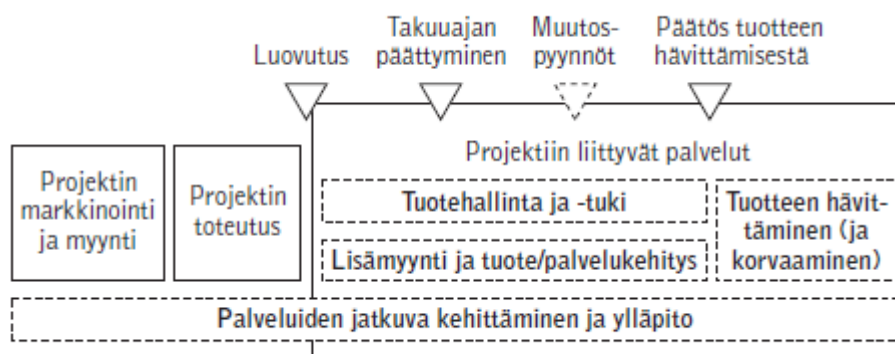 Luovutus
Takuuajan
päättyminen
Muutos-
pyynnöt
Päätös tuotteen
hävittämisestä
Projektin
markkinointi
ja myynti
Projektin
toteutus
Projektiin liittyvät palvelut
Tuotehallinta ja -tuki
Lisämyynti ja tuote/palvelukehitys
Tuotteen hävit-
täminen (ja
korvaaminen)
Palveluiden jatkuva kehittäminen ja ylläpito